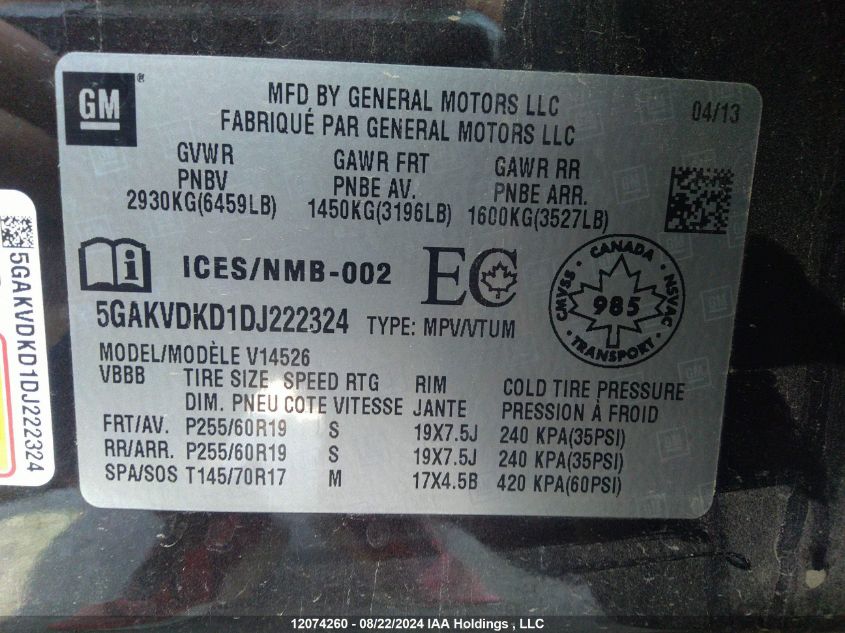 GM®
MFD BY GENERAL MOTORS LLC
FABRIQUÉ PAR GENERAL MOTORS LLC
04/13
GVWR GAWR FRT GAWR RR
PNBV PNBE AV. PNBE ARR.
2930KG(6459LB) 1450KG(3196LB) 1600KG(3527LB)
i ICES/NMB-002 EC
CANADA
CMVSS NSVAC
985
TRANSPORT
5GAKVDKD1DJ222324 TYPE: MPV/VTUM
MODEL/MODÈLE V14526
VBBB TIRE SIZE SPEED RTG RIM COLD TIRE PRESSURE
DIM. PNEU COTE VITESSE JANTE PRESSION À FROID
FRT/AV. P255/60R19 S 19X7.5J 240 KPA(35PSI)
RR/ARR. P255/60R19 S 19X7.5J 240 KPA(35PSI)
SPA/SOS T145/70R17 M 17X4.5B 420 KPA(60PSI)
5GAKVDKD1DJ222324
12074260 - 08/22/2024 IAA Holdings , LLC